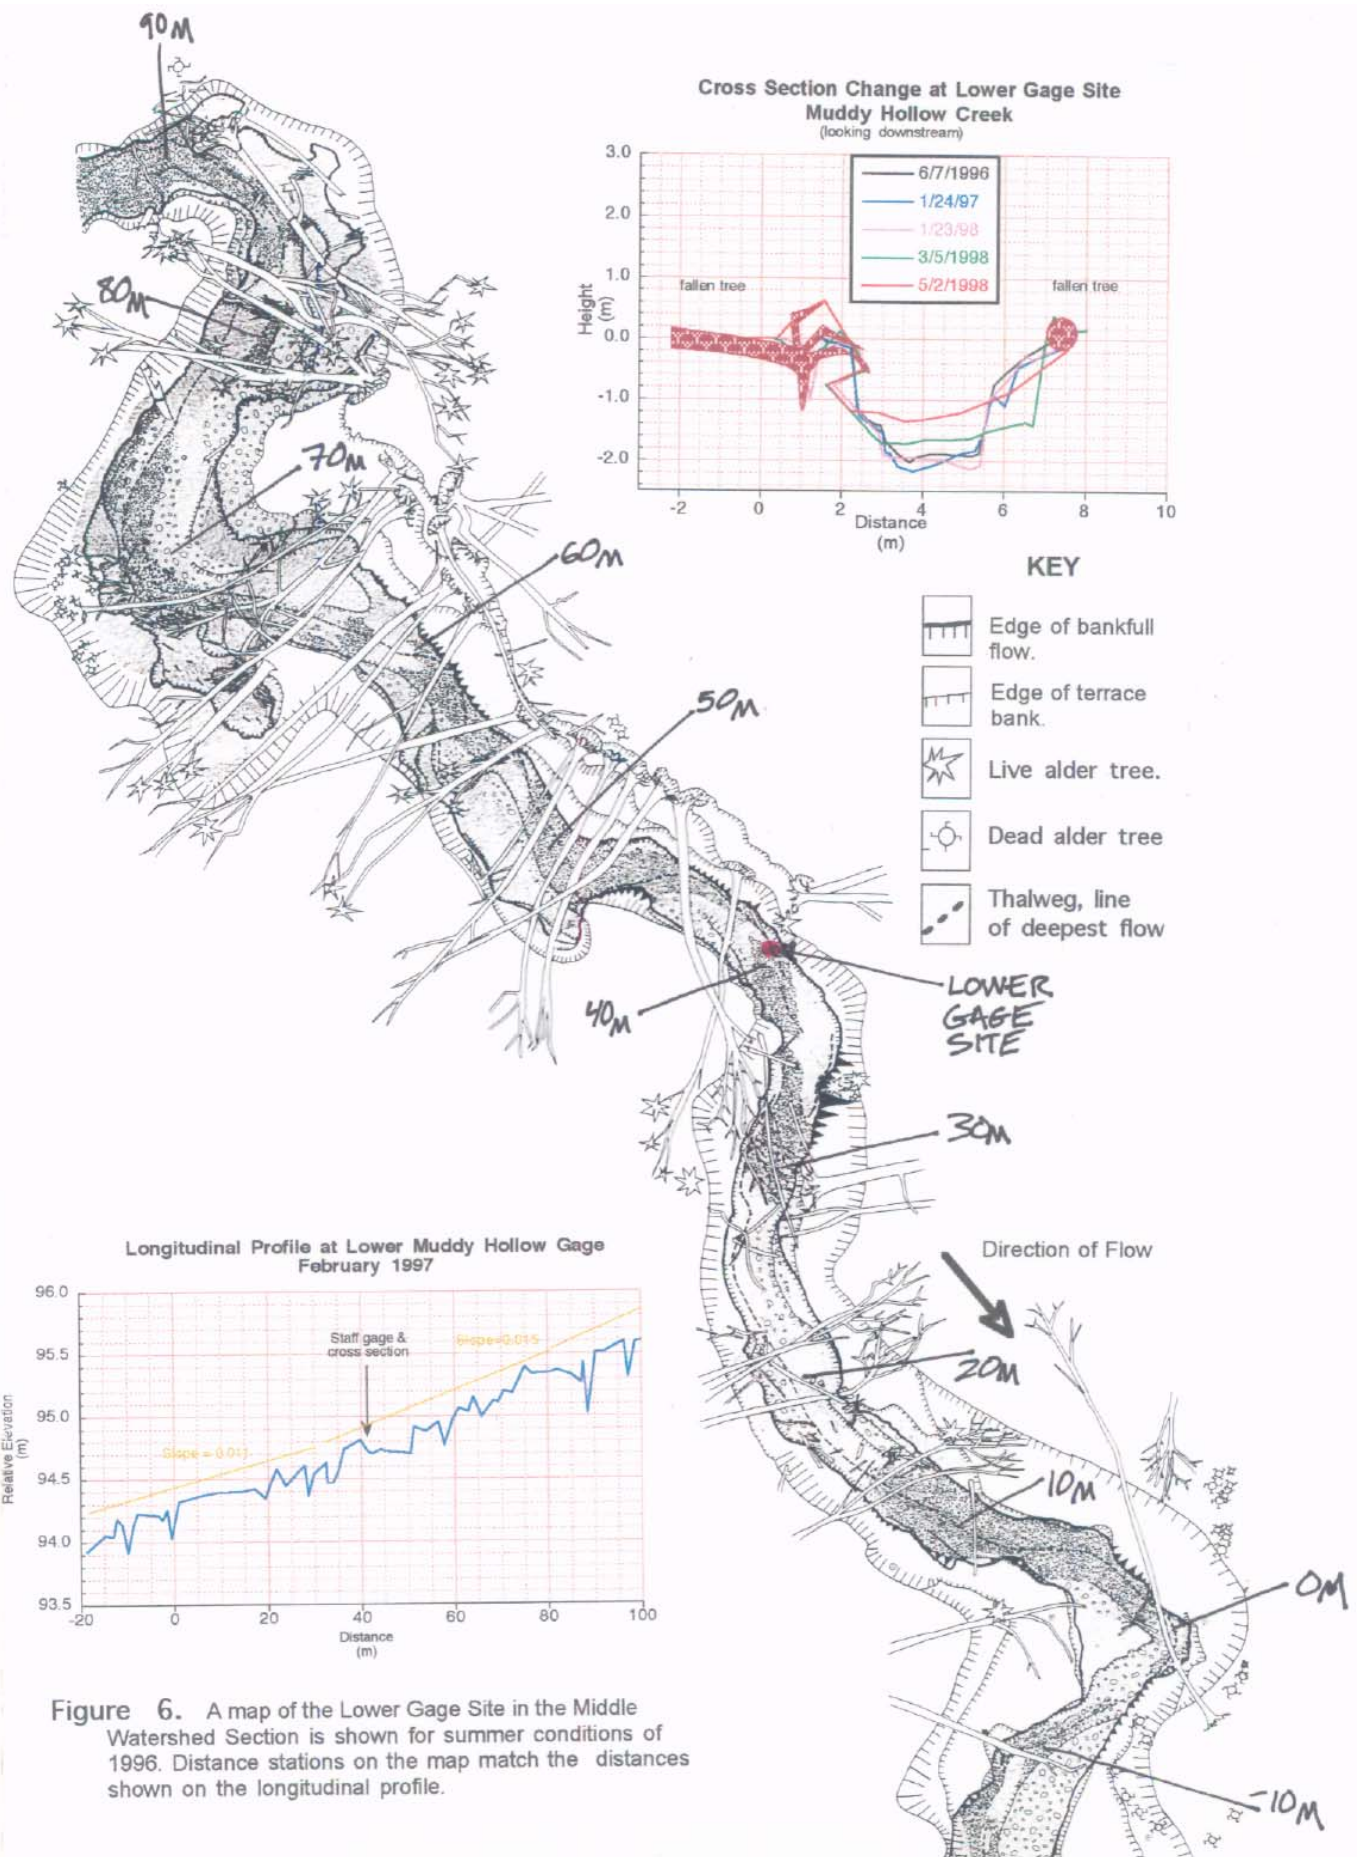 90M
Cross Section Change at Lower Gage Site
Muddy Hollow Creek
(looking downstream)
3.0
2.0
1.0
0.0
-1.0
-2.0
Height
(m)
6/7/1996
1/24/97
1/23/98
3/5/1998
5/2/1998
fallen tree
fallen tree
-2
0
2
4
6
8
10
Distance
(m)
80M
70M
60M
50M
KEY
Edge of bankfull
flow.
Edge of terrace
bank.
Live alder tree.
Dead alder tree
Thalweg, line
of deepest flow
LOWER
GAGE
SITE
40M
30M
Direction of Flow
20M
10M
0M
-10M
Longitudinal Profile at Lower Muddy Hollow Gage
February 1997
96.0
95.5
95.0
94.5
94.0
93.5
Relative Elevation
(m)
Staff gage &
cross section
Slope=0.015
Slope = 0.011
-20
0
20
40
60
80
100
Distance
(m)
Figure 6. A map of the Lower Gage Site in the Middle
Watershed Section is shown for summer conditions of
1996. Distance stations on the map match the distances
shown on the longitudinal profile.